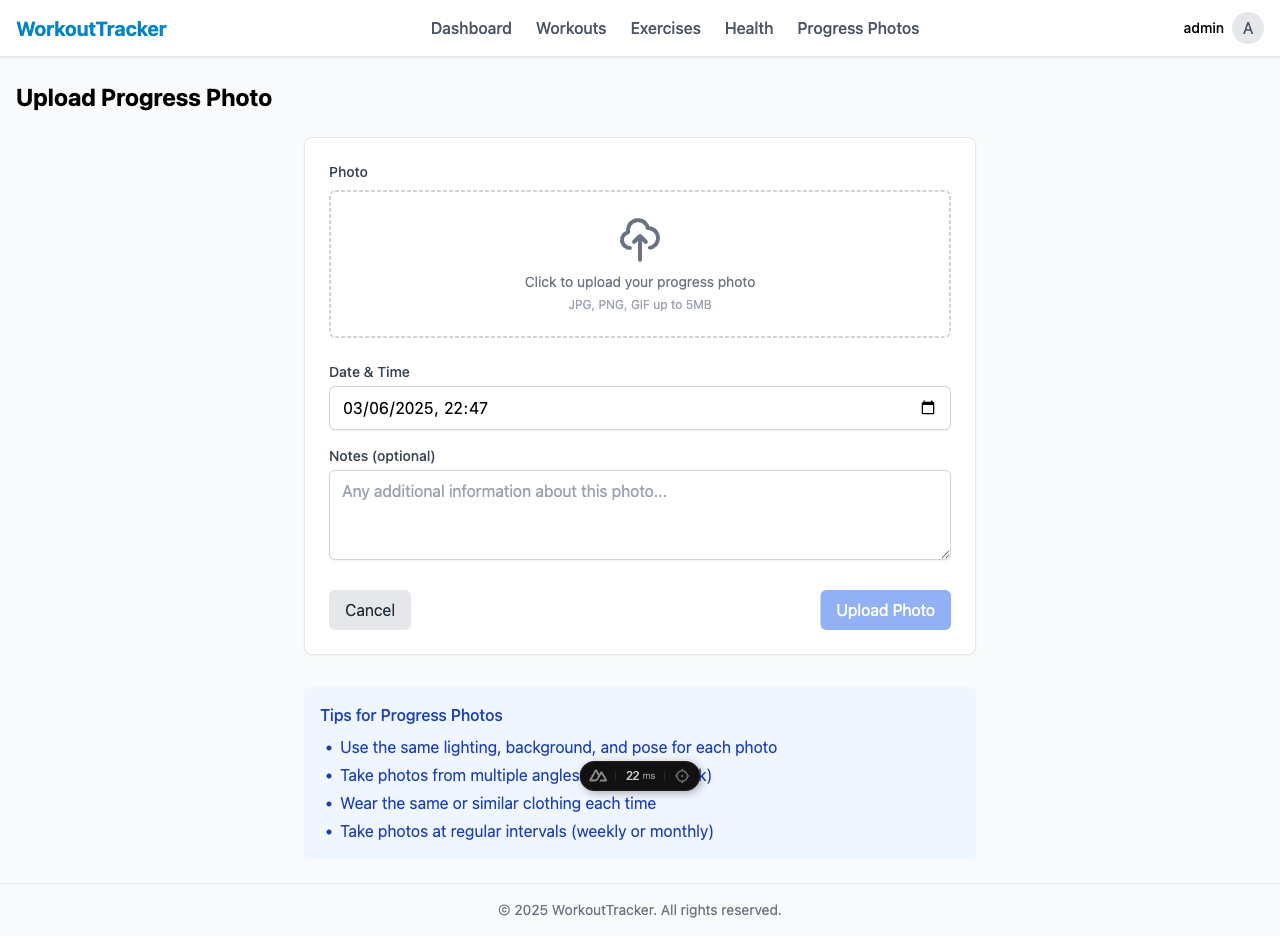 WorkoutTracker
Dashboard
Workouts
Exercises
Health
Progress Photos
admin
A
Upload Progress Photo
Photo
Click to upload your progress photo
JPG, PNG, GIF up to 5MB
Date & Time
03/06/2025, 22:47
Notes (optional)
Any additional information about this photo...
Cancel
Upload Photo
Tips for Progress Photos
• Use the same lighting, background, and pose for each photo
• Take photos from multiple angles k)
22 ms
• Wear the same or similar clothing each time
• Take photos at regular intervals (weekly or monthly)
© 2025 WorkoutTracker. All rights reserved.